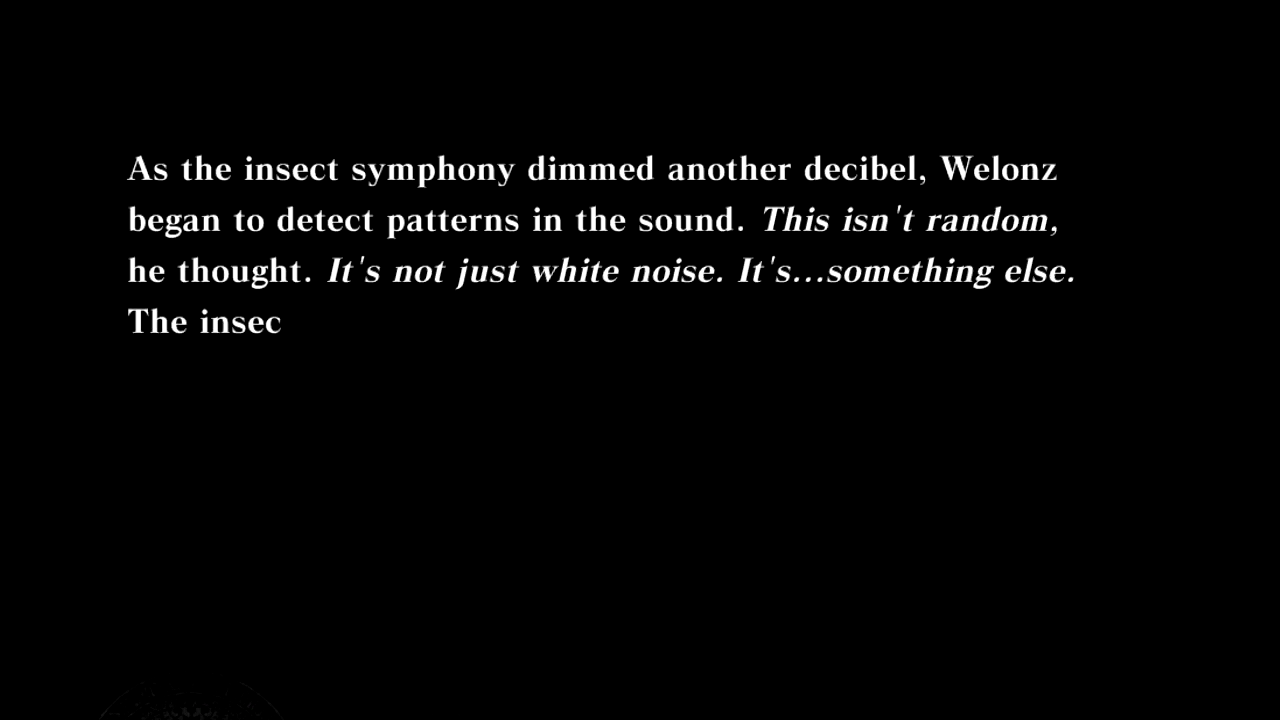 As the insect symphony dimmed another decibel, Welonz
began to detect patterns in the sound. This isn't random,
he thought. It's not just white noise. It's...something else.
The insec